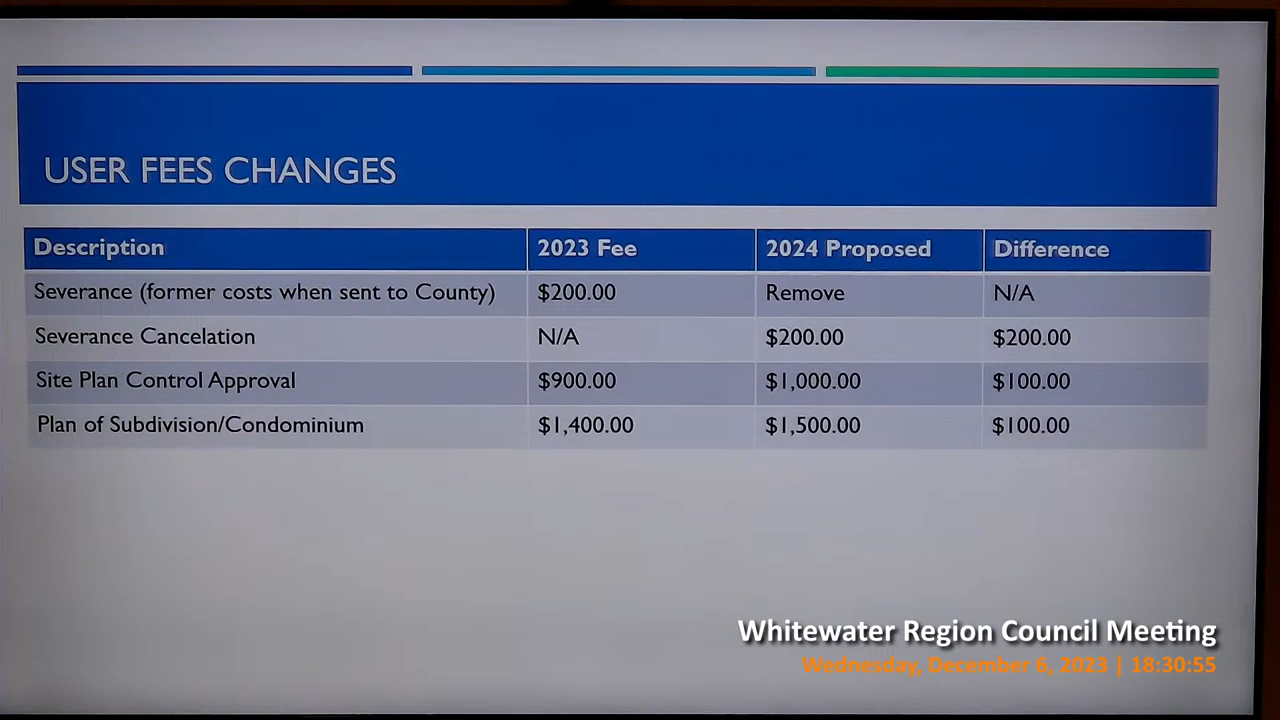 USER FEES CHANGES
Description 2023 Fee 2024 Proposed Difference
Severance (former costs when sent to County) $200.00 Remove N/A
Severance Cancelation N/A $200.00 $200.00
Site Plan Control Approval $900.00 $1,000.00 $100.00
Plan of Subdivision/Condominium $1,400.00 $1,500.00 $100.00
Whitewater Region Council Meeting
Wednesday, December 6, 2023 | 18:30:55